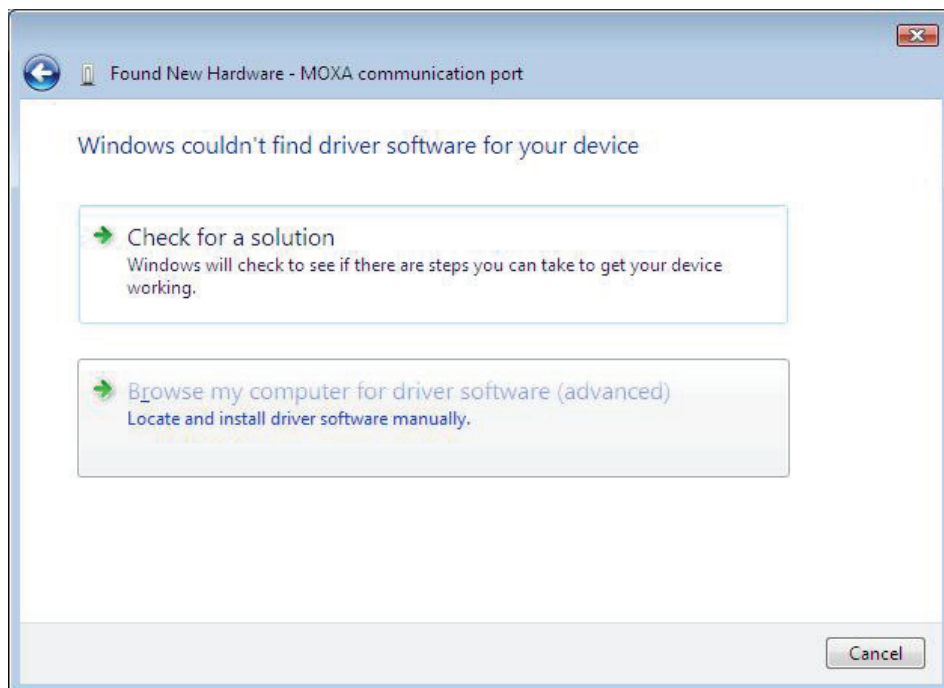 Found New Hardware - MOXA communication port
Windows couldn't find driver software for your device
Check for a solution
Windows will check to see if there are steps you can take to get your device
working.
Browse my computer for driver software (advanced)
Locate and install driver software manually.
Cancel